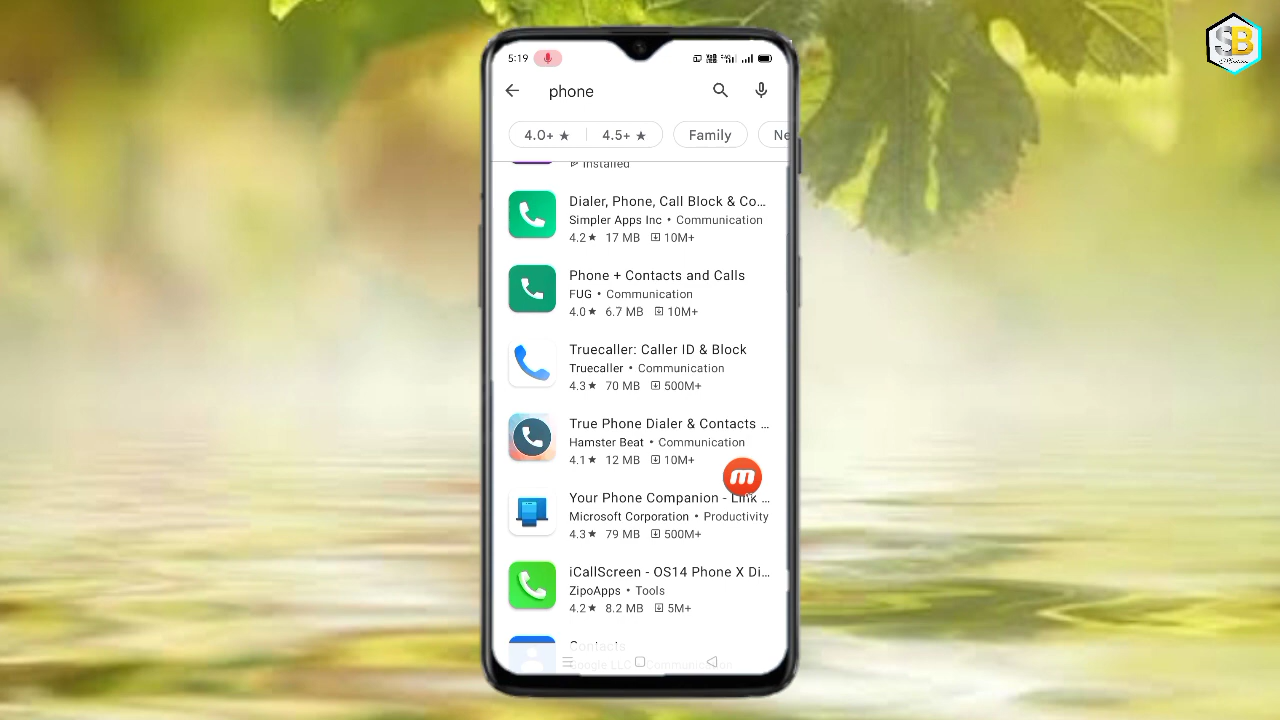 SB
5:19
phone
4.0+ ★ 4.5+ ★ Family Ne
Installed
Dialer, Phone, Call Block & Co...
Simpler Apps Inc • Communication
4.2★ 17 MB 10M+
Phone + Contacts and Calls
FUG • Communication
4.0★ 6.7 MB 10M+
Truecaller: Caller ID & Block
Truecaller • Communication
4.3★ 70 MB 500M+
True Phone Dialer & Contacts ...
Hamster Beat • Communication
4.1★ 12 MB 10M+
Your Phone Companion - Link ...
Microsoft Corporation • Productivity
4.3★ 79 MB 500M+
iCallScreen - OS14 Phone X Di...
ZipoApps • Tools
4.2★ 8.2 MB 5M+
Contacts
Google LLC • Communication